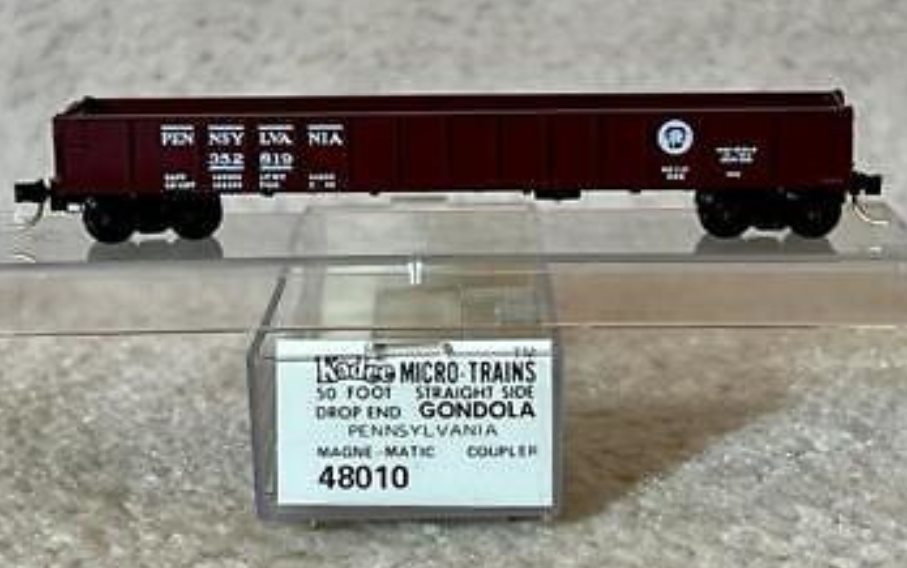 PEN NSY LVA NIA
352 819
Kadee MICRO-TRAINS TM
50 FOOT STRAIGHT SIDE
DROP END GONDOLA
PENNSYLVANIA
MAGNE-MATIC COUPLER
48010